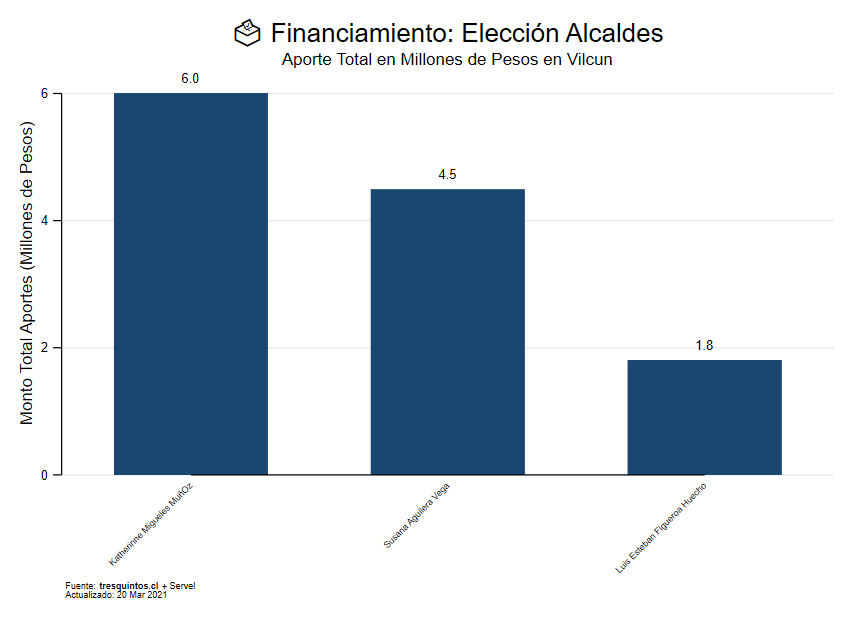 Financiamiento: Elección Alcaldes
Aporte Total en Millones de Pesos en Vilcun
Monto Total Aportes (Millones de Pesos)
6
4
2
0
6.0
4.5
1.8
Katherinne Migueles MuñOz
Susana Aguilera Vega
Luis Esteban Figueroa Huecho
Fuente: tresquintos.cl + Servel
Actualizado: 20 Mar 2021